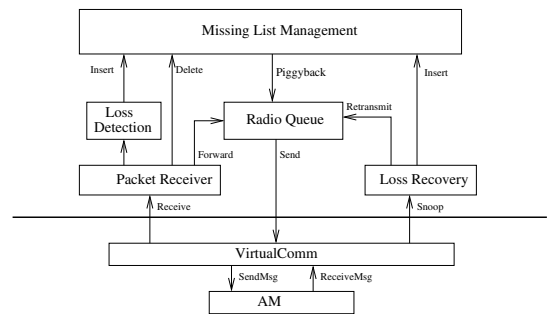 Missing List Management
Insert
Delete
Piggyback
Insert
Loss
Detection
Radio Queue
Retransmit
Forward
Send
Packet Receiver
Loss Recovery
Receive
Snoop
VirtualComm
SendMsg
ReceiveMsg
AM